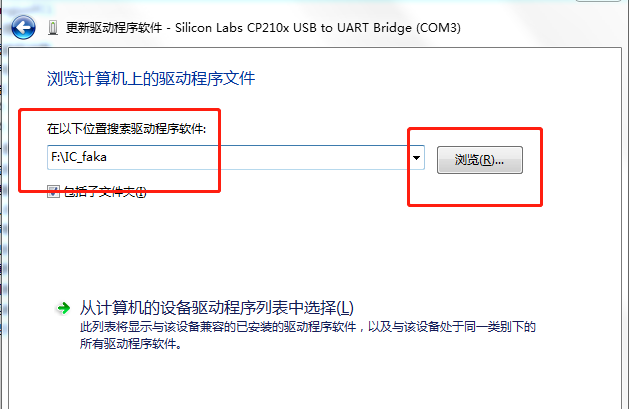 更新驱动程序软件 - Silicon Labs CP210x USB to UART Bridge (COM3)
浏览计算机上的驱动程序文件
在以下位置搜索驱动程序软件:
F:\IC_faka
浏览(R)...
包括子文件夹(I)
从计算机的设备驱动程序列表中选择(L)
此列表将显示与该设备兼容的已安装的驱动程序软件，以及与该设备处于同一类别下的
所有驱动程序软件。